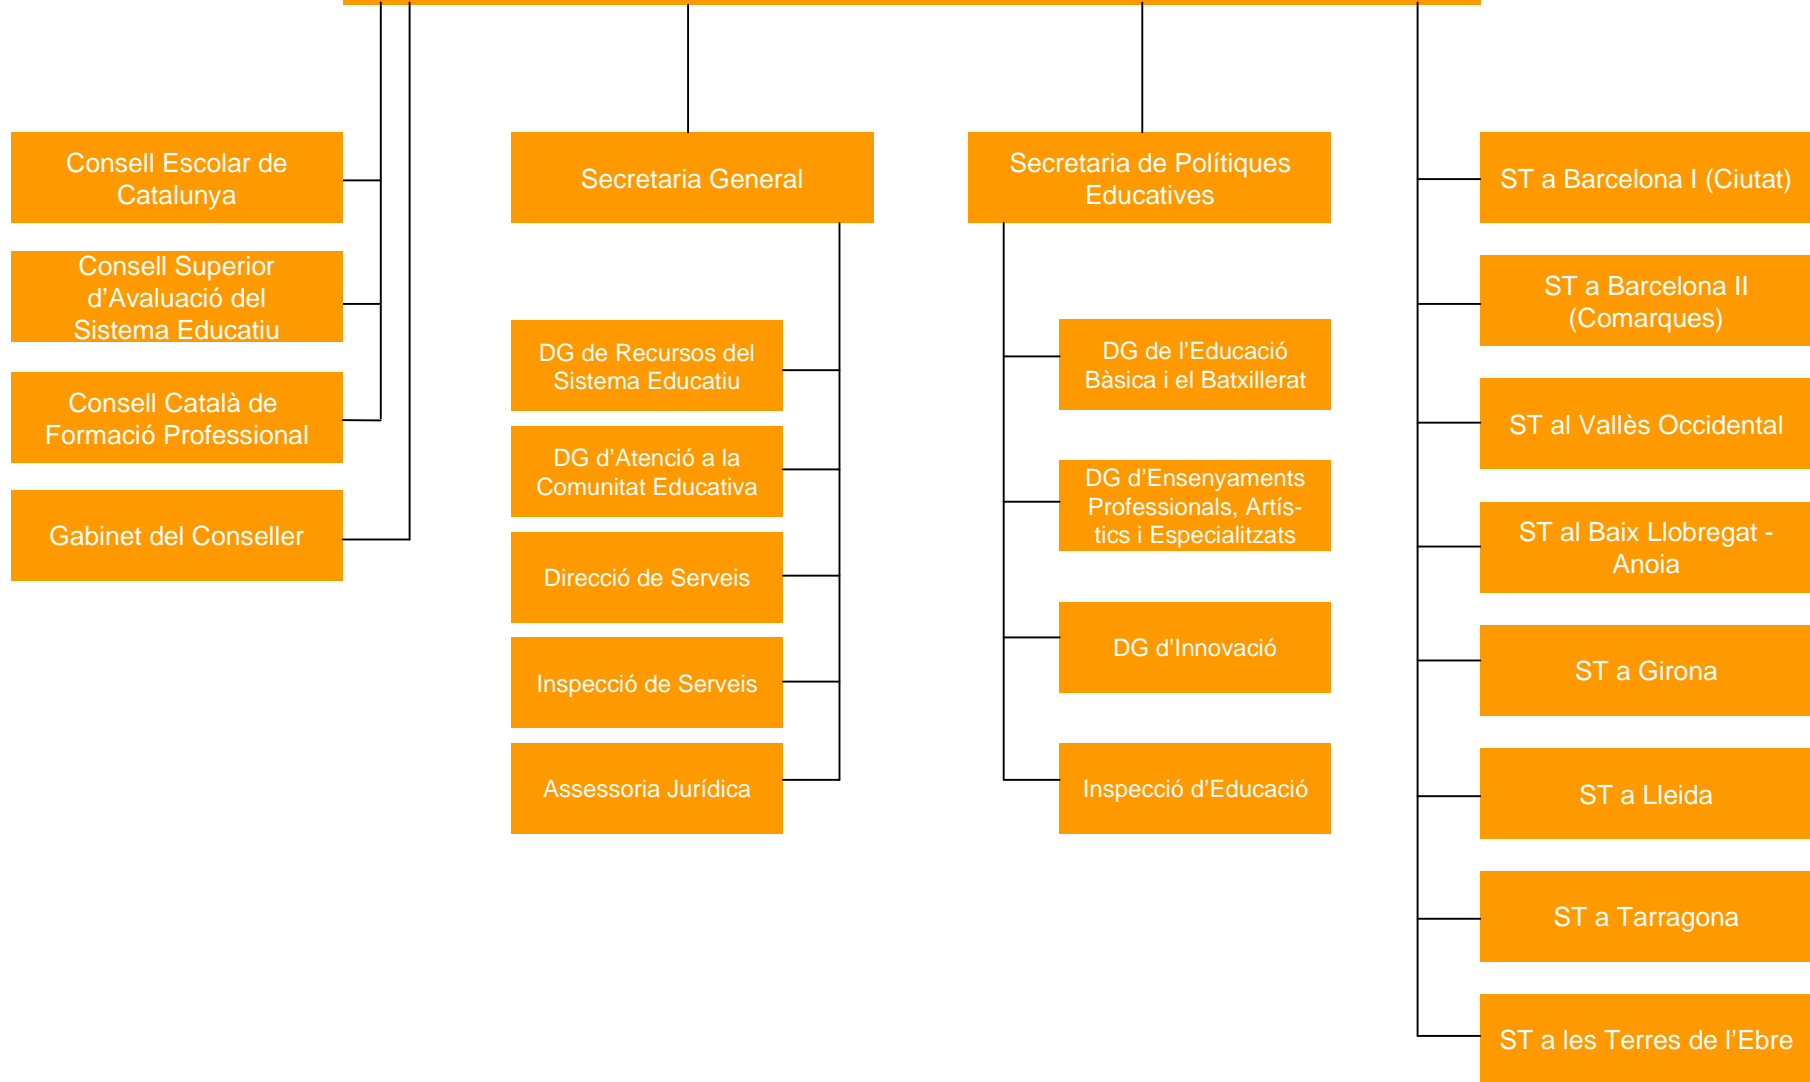 Consell Escolar de
Catalunya
Consell Superior
d’Avaluació del
Sistema Educatiu
Consell Català de
Formació Professional
Gabinet del Conseller
Secretaria General
DG de Recursos del
Sistema Educatiu
DG d’Atenció a la
Comunitat Educativa
Direcció de Serveis
Inspecció de Serveis
Assessoria Jurídica
Secretaria de Polítiques
Educatives
DG de l’Educació
Bàsica i el Batxillerat
DG d’Ensenyaments
Professionals, Artís-
tics i Especialitzats
DG d’Innovació
Inspecció d’Educació
ST a Barcelona I (Ciutat)
ST a Barcelona II
(Comarques)
ST al Vallès Occidental
ST al Baix Llobregat -
Anoia
ST a Girona
ST a Lleida
ST a Tarragona
ST a les Terres de l’Ebre